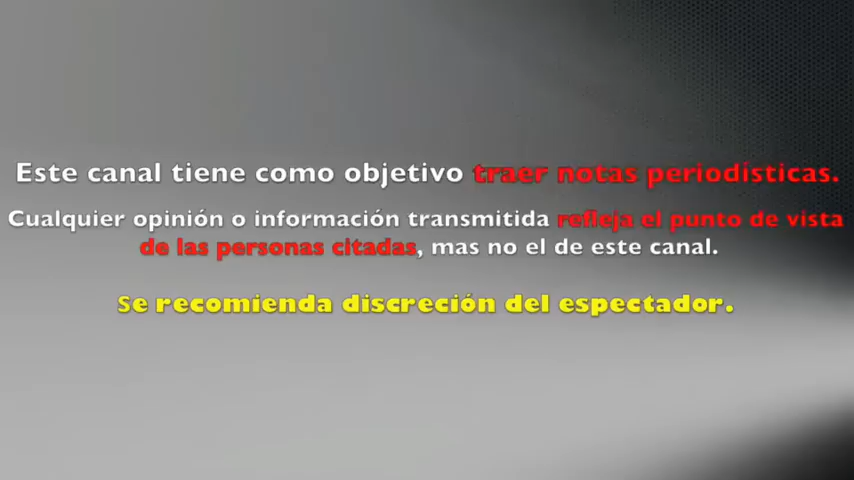 Este canal tiene como objetivo traer notas periodísticas.
Cualquier opinión o información transmitida refleja el punto de vista
de las personas citadas, mas no el de este canal.
Se recomienda discreción del espectador.